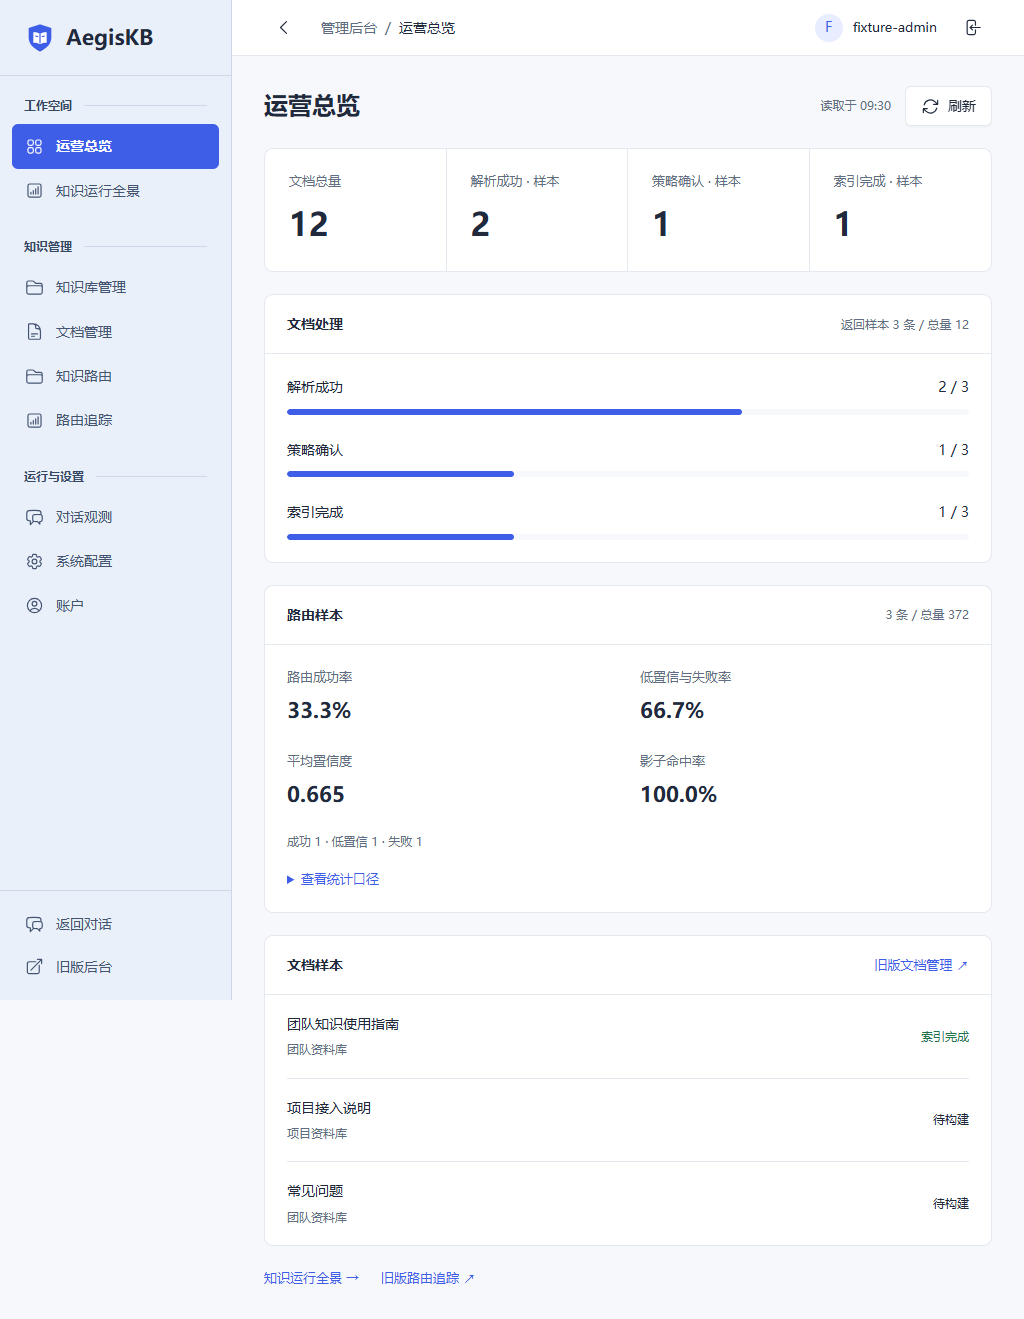 AegisKB
工作空间
运营总览
知识运行全景
知识管理
知识库管理
文档管理
知识路由
路由追踪
运行与设置
对话观测
系统配置
账户
返回对话
旧版后台
管理后台 / 运营总览
F fixture-admin
运营总览
读取于 09:30
刷新
文档总量
12
解析成功 · 样本
2
策略确认 · 样本
1
索引完成 · 样本
1
文档处理
返回样本 3 条 / 总量 12
解析成功 2 / 3
策略确认 1 / 3
索引完成 1 / 3
路由样本
3 条 / 总量 372
路由成功率
33.3%
低置信与失败率
66.7%
平均置信度
0.665
影子命中率
100.0%
成功 1 · 低置信 1 · 失败 1
▶ 查看统计口径
文档样本
旧版文档管理 ↗
团队知识使用指南
团队资料库
索引完成
项目接入说明
项目资料库
待构建
常见问题
团队资料库
待构建
知识运行全景 → 旧版路由追踪 ↗